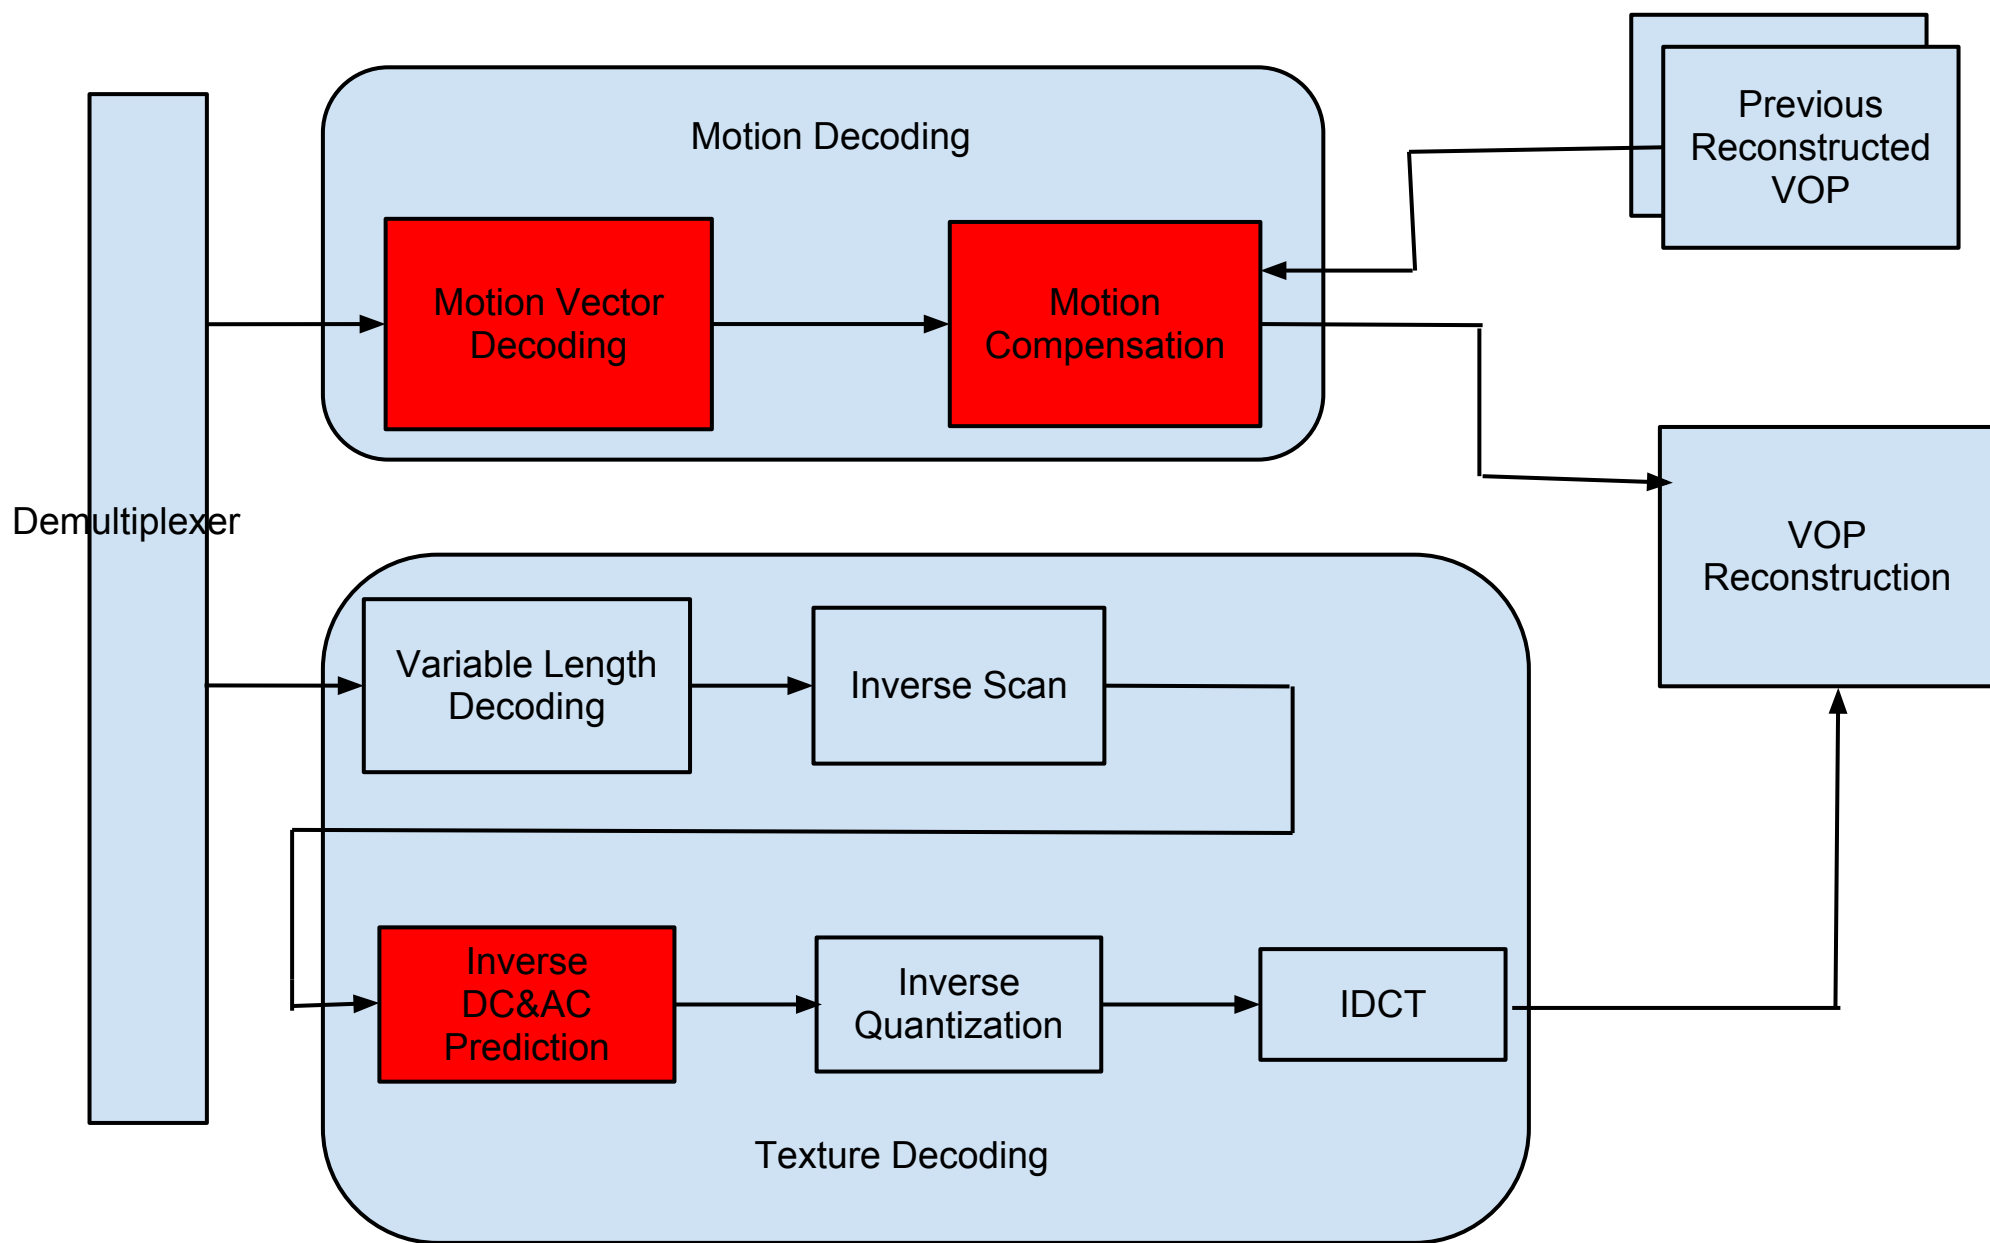 Motion Decoding
Previous
Reconstructed
VOP
Motion Vector
Decoding
Motion
Compensation
Demultiplexer
VOP
Reconstruction
Variable Length
Decoding
Inverse Scan
Inverse
DC&AC
Prediction
Inverse
Quantization
IDCT
Texture Decoding